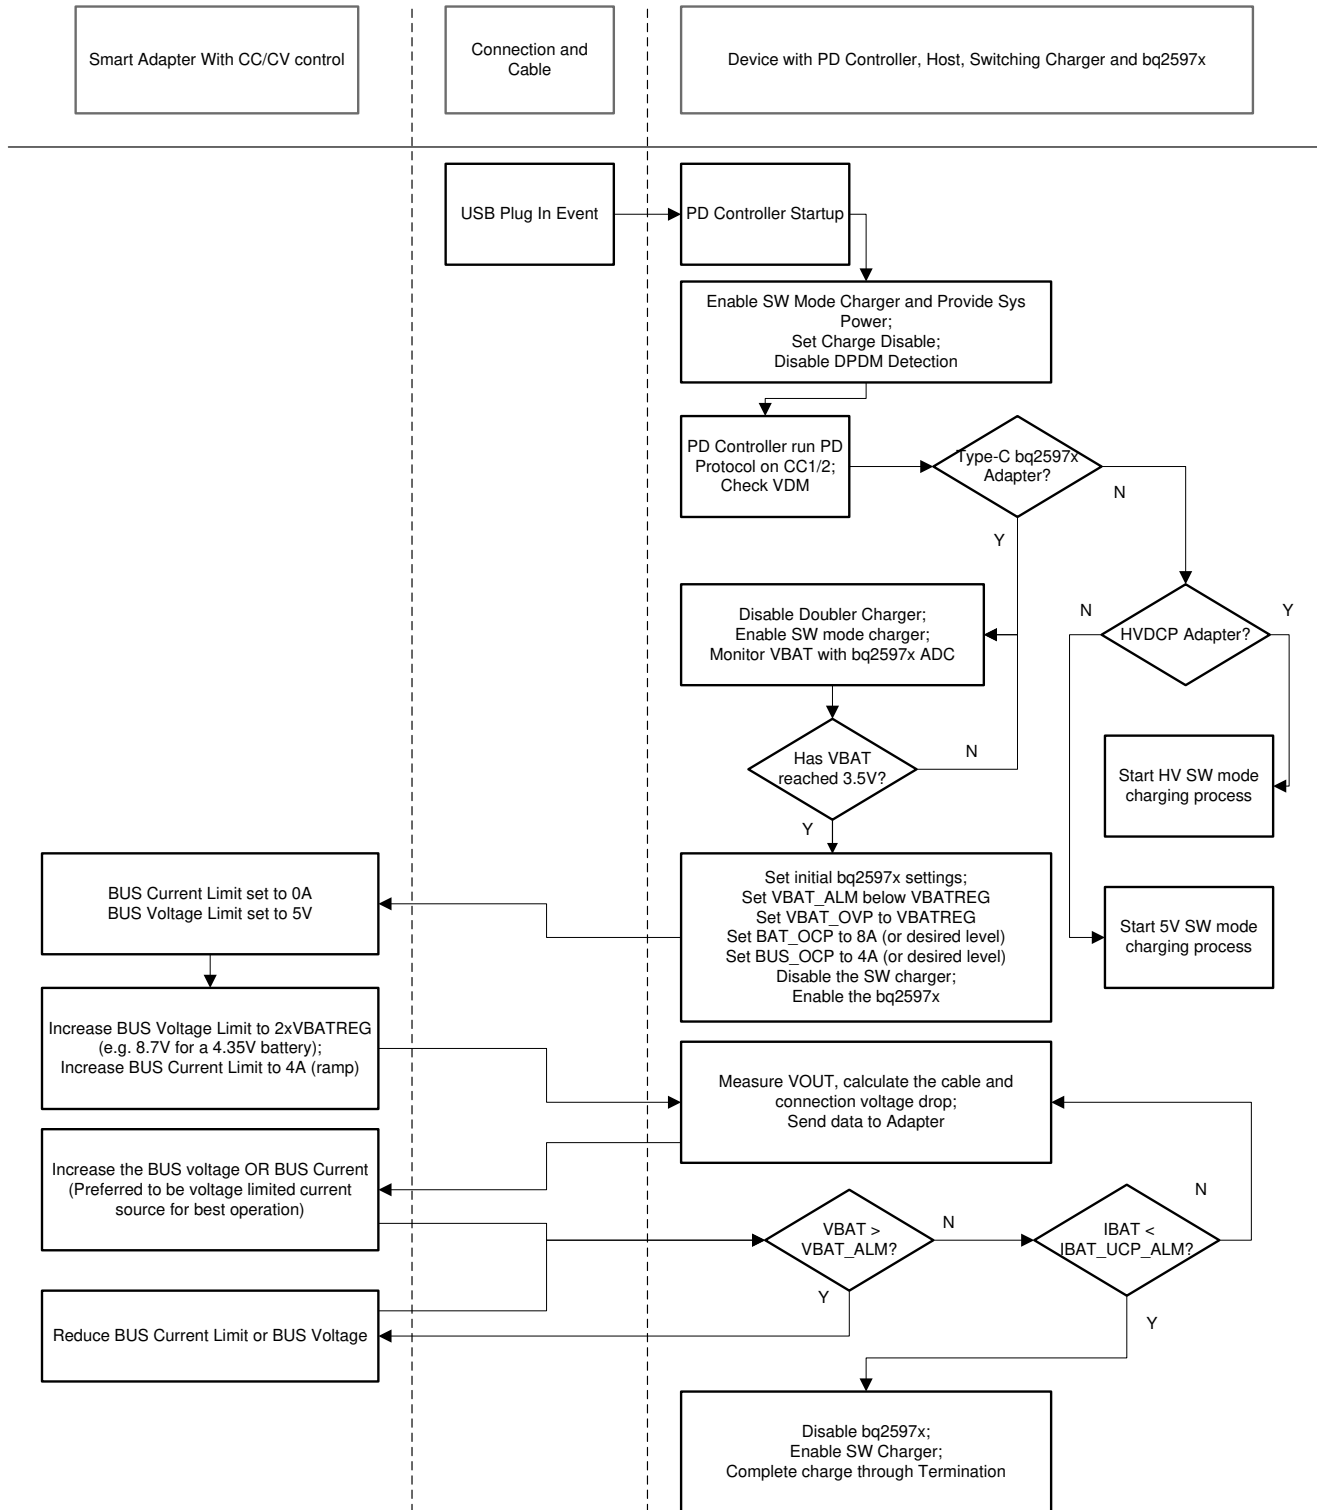 Smart Adapter With CC/CV control
Connection and
Cable
Device with PD Controller, Host, Switching Charger and bq2597x
USB Plug In Event
PD Controller Startup
Enable SW Mode Charger and Provide Sys
Power;
Set Charge Disable;
Disable DPDM Detection
PD Controller run PD
Protocol on CC1/2;
Check VDM
Type-C bq2597x
Adapter?
N
Y
Disable Doubler Charger;
Enable SW mode charger;
Monitor VBAT with bq2597x ADC
N
HVDCP Adapter?
Y
Has VBAT
reached 3.5V?
N
Y
Start HV SW mode
charging process
BUS Current Limit set to 0A
BUS Voltage Limit set to 5V
Set initial bq2597x settings;
Set VBAT_ALM below VBATREG
Set VBAT_OVP to VBATREG
Set BAT_OCP to 8A (or desired level)
Set BUS_OCP to 4A (or desired level)
Disable the SW charger;
Enable the bq2597x
Start 5V SW mode
charging process
Increase BUS Voltage Limit to 2xVBATREG
(e.g. 8.7V for a 4.35V battery);
Increase BUS Current Limit to 4A (ramp)
Measure VOUT, calculate the cable and
connection voltage drop;
Send data to Adapter
Increase the BUS voltage OR BUS Current
(Preferred to be voltage limited current
source for best operation)
VBAT >
VBAT_ALM?
N
Y
IBAT <
IBAT_UCP_ALM?
N
Y
Reduce BUS Current Limit or BUS Voltage
Disable bq2597x;
Enable SW Charger;
Complete charge through Termination